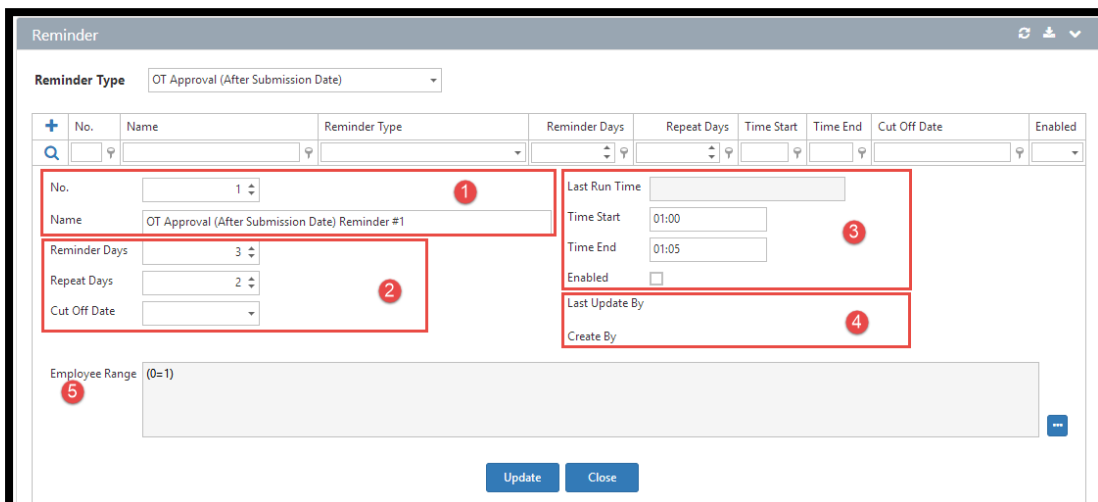 Reminder
Reminder Type OT Approval (After Submission Date)
No. Name Reminder Type Reminder Days Repeat Days Time Start Time End Cut Off Date Enabled
No. 1 1
Name OT Approval (After Submission Date) Reminder #1
Reminder Days 3
Repeat Days 2 2
Cut Off Date
Last Run Time
Time Start 01:00 3
Time End 01:05
Enabled
Last Update By 4
Create By
Employee Range (0=1)
5
Update Close